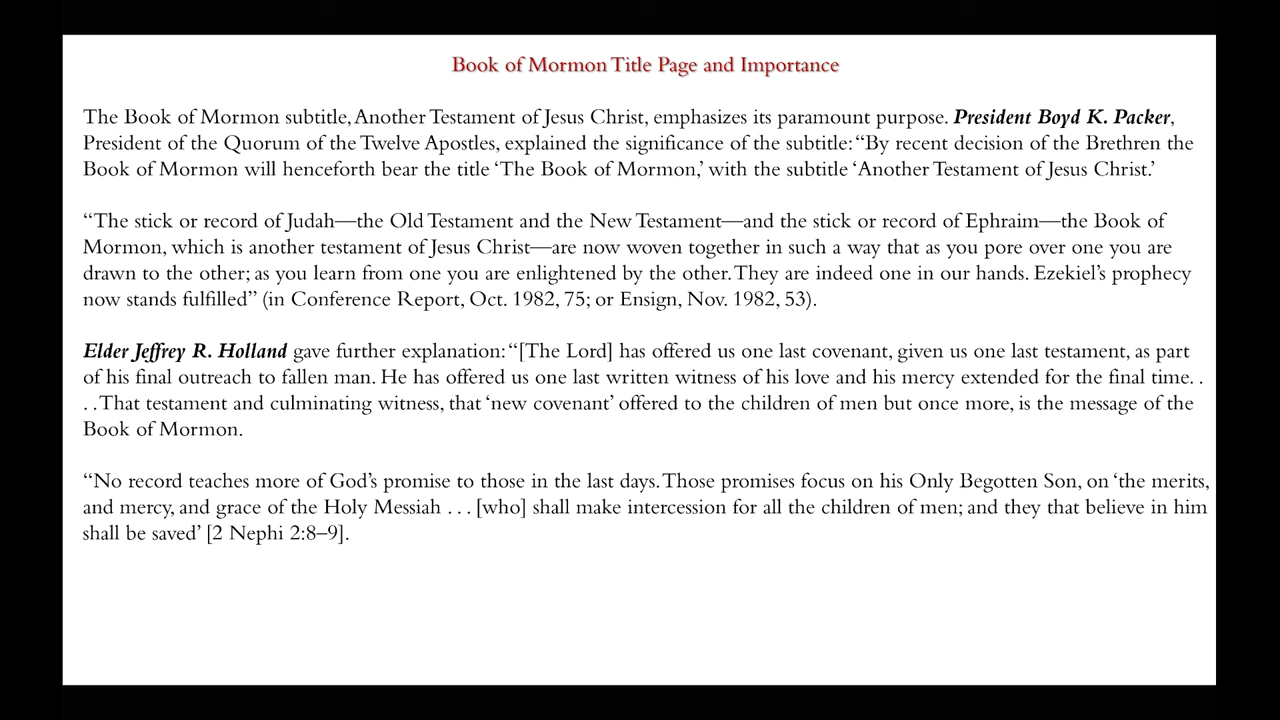 Book of Mormon Title Page and Importance
The Book of Mormon subtitle, Another Testament of Jesus Christ, emphasizes its paramount purpose. President Boyd K. Packer,
President of the Quorum of the Twelve Apostles, explained the significance of the subtitle: “By recent decision of the Brethren the
Book of Mormon will henceforth bear the title ‘The Book of Mormon,’ with the subtitle ‘Another Testament of Jesus Christ.’
“The stick or record of Judah—the Old Testament and the New Testament—and the stick or record of Ephraim—the Book of
Mormon, which is another testament of Jesus Christ—are now woven together in such a way that as you pore over one you are
drawn to the other; as you learn from one you are enlightened by the other. They are indeed one in our hands. Ezekiel’s prophecy
now stands fulfilled” (in Conference Report, Oct. 1982, 75; or Ensign, Nov. 1982, 53).
Elder Jeffrey R. Holland gave further explanation: “[The Lord] has offered us one last covenant, given us one last testament, as part
of his final outreach to fallen man. He has offered us one last written witness of his love and his mercy extended for the final time. .
. . That testament and culminating witness, that ‘new covenant’ offered to the children of men but once more, is the message of the
Book of Mormon.
“No record teaches more of God’s promise to those in the last days. Those promises focus on his Only Begotten Son, on ‘the merits,
and mercy, and grace of the Holy Messiah . . . [who] shall make intercession for all the children of men; and they that believe in him
shall be saved’ [2 Nephi 2:8–9].